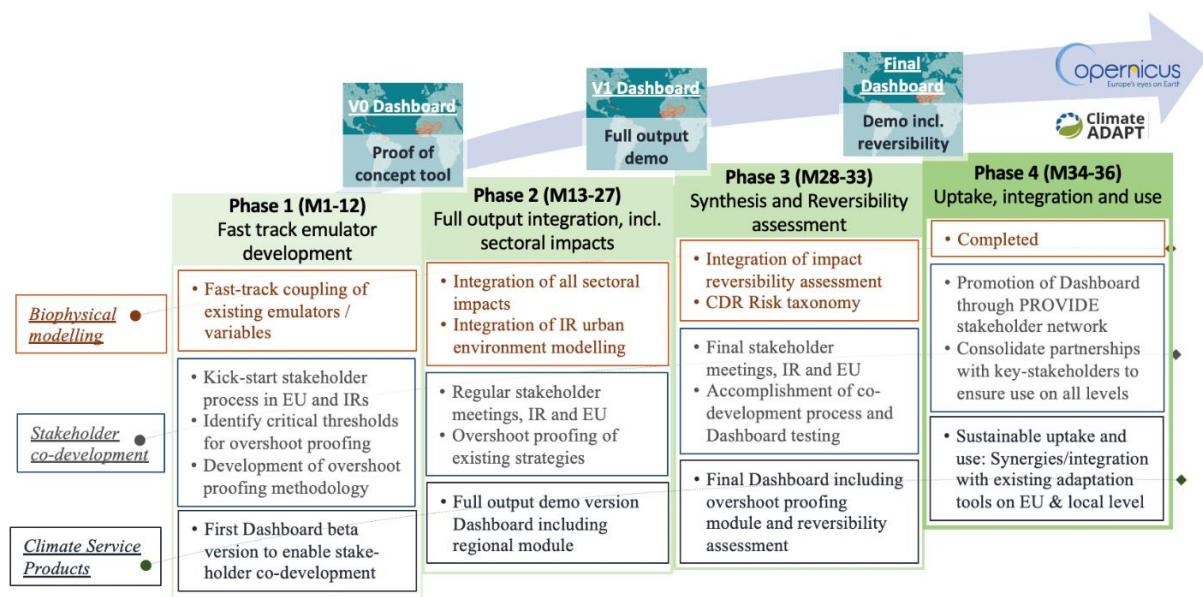 V0 Dashboard
Proof of
concept tool
V1 Dashboard
Full output
demo
Final
Dashboard
Demo incl.
reversibility
opernicus
Europe's eyes on Earth
Climate
ADAPT
Phase 1 (M1-12)
Fast track emulator
development
Phase 2 (M13-27)
Full output integration, incl.
sectoral impacts
Phase 3 (M28-33)
Synthesis and Reversibility
assessment
Phase 4 (M34-36)
Uptake, integration and use
Biophysical
modelling
• Fast-track coupling of
existing emulators /
variables
• Integration of all sectoral
impacts
• Integration of IR urban
environment modelling
• Integration of impact
reversibility assessment
• CDR Risk taxonomy
• Completed
Stakeholder
co-development
• Kick-start stakeholder
process in EU and IRs
• Identify critical thresholds
for overshoot proofing
• Development of overshoot
proofing methodology
• Regular stakeholder
meetings, IR and EU
• Overshoot proofing of
existing strategies
• Final stakeholder
meetings, IR and EU
• Accomplishment of co-
development process and
Dashboard testing
• Promotion of Dashboard
through PROVIDE
stakeholder network
• Consolidate partnerships
with key-stakeholders to
ensure use on all levels
Climate Service
Products
• First Dashboard beta
version to enable stake-
holder co-development
• Full output demo version
Dashboard including
regional module
• Final Dashboard including
overshoot proofing
module and reversibility
assessment
• Sustainable uptake and
use: Synergies/integration
with existing adaptation
tools on EU & local level